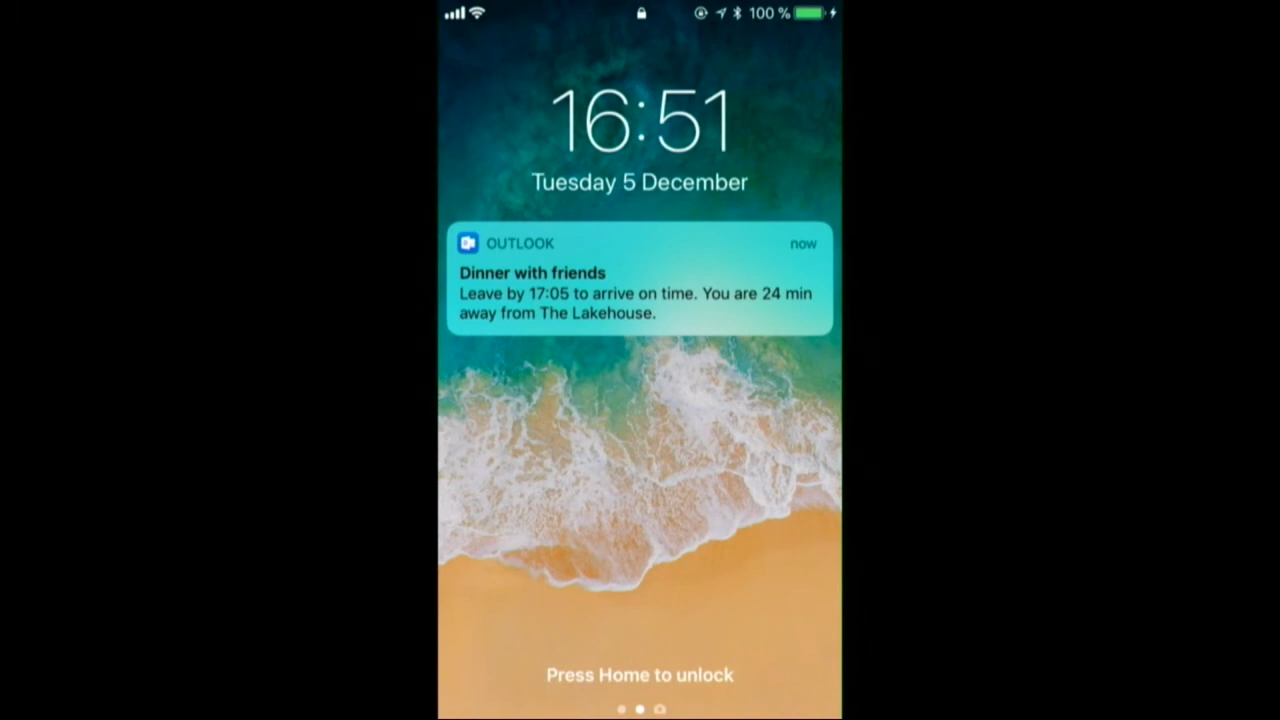 100 %
16:51
Tuesday 5 December
OUTLOOK now
Dinner with friends
Leave by 17:05 to arrive on time. You are 24 min
away from The Lakehouse.
Press Home to unlock